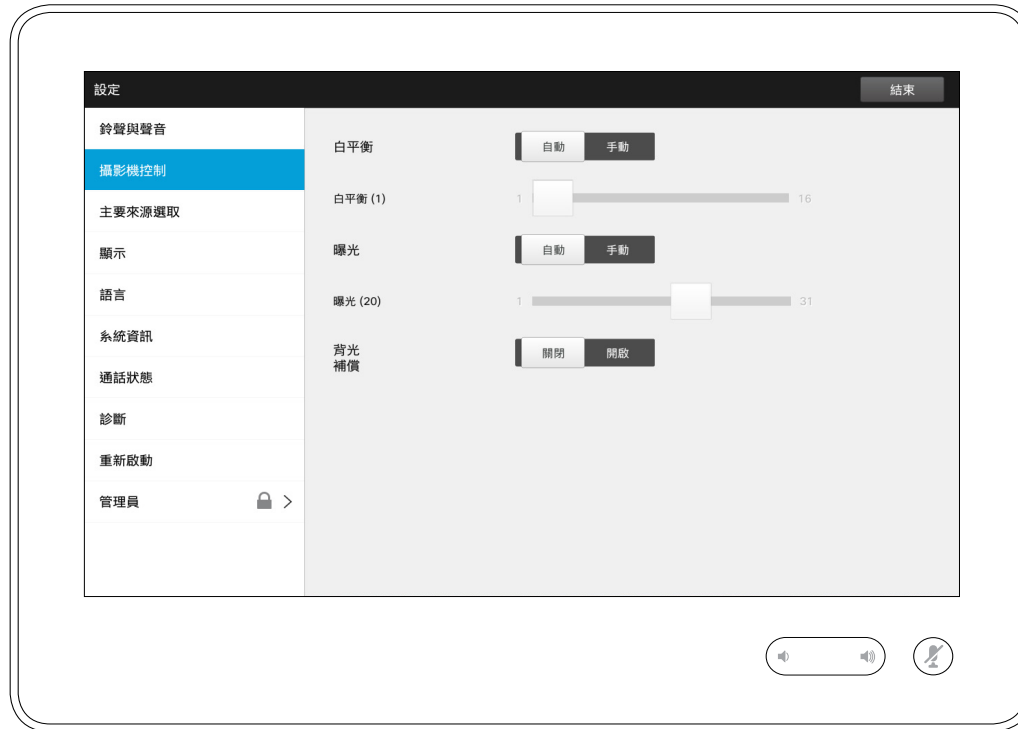 設定
結束
鈴聲與聲音
攝影機控制
主要來源選取
顯示
語言
系統資訊
通話狀態
診斷
重新啟動
管理員
白平衡
自動 手動
白平衡 (1)
1 16
曝光
自動 手動
曝光 (20)
1 31
背光
補償
關閉 開啟